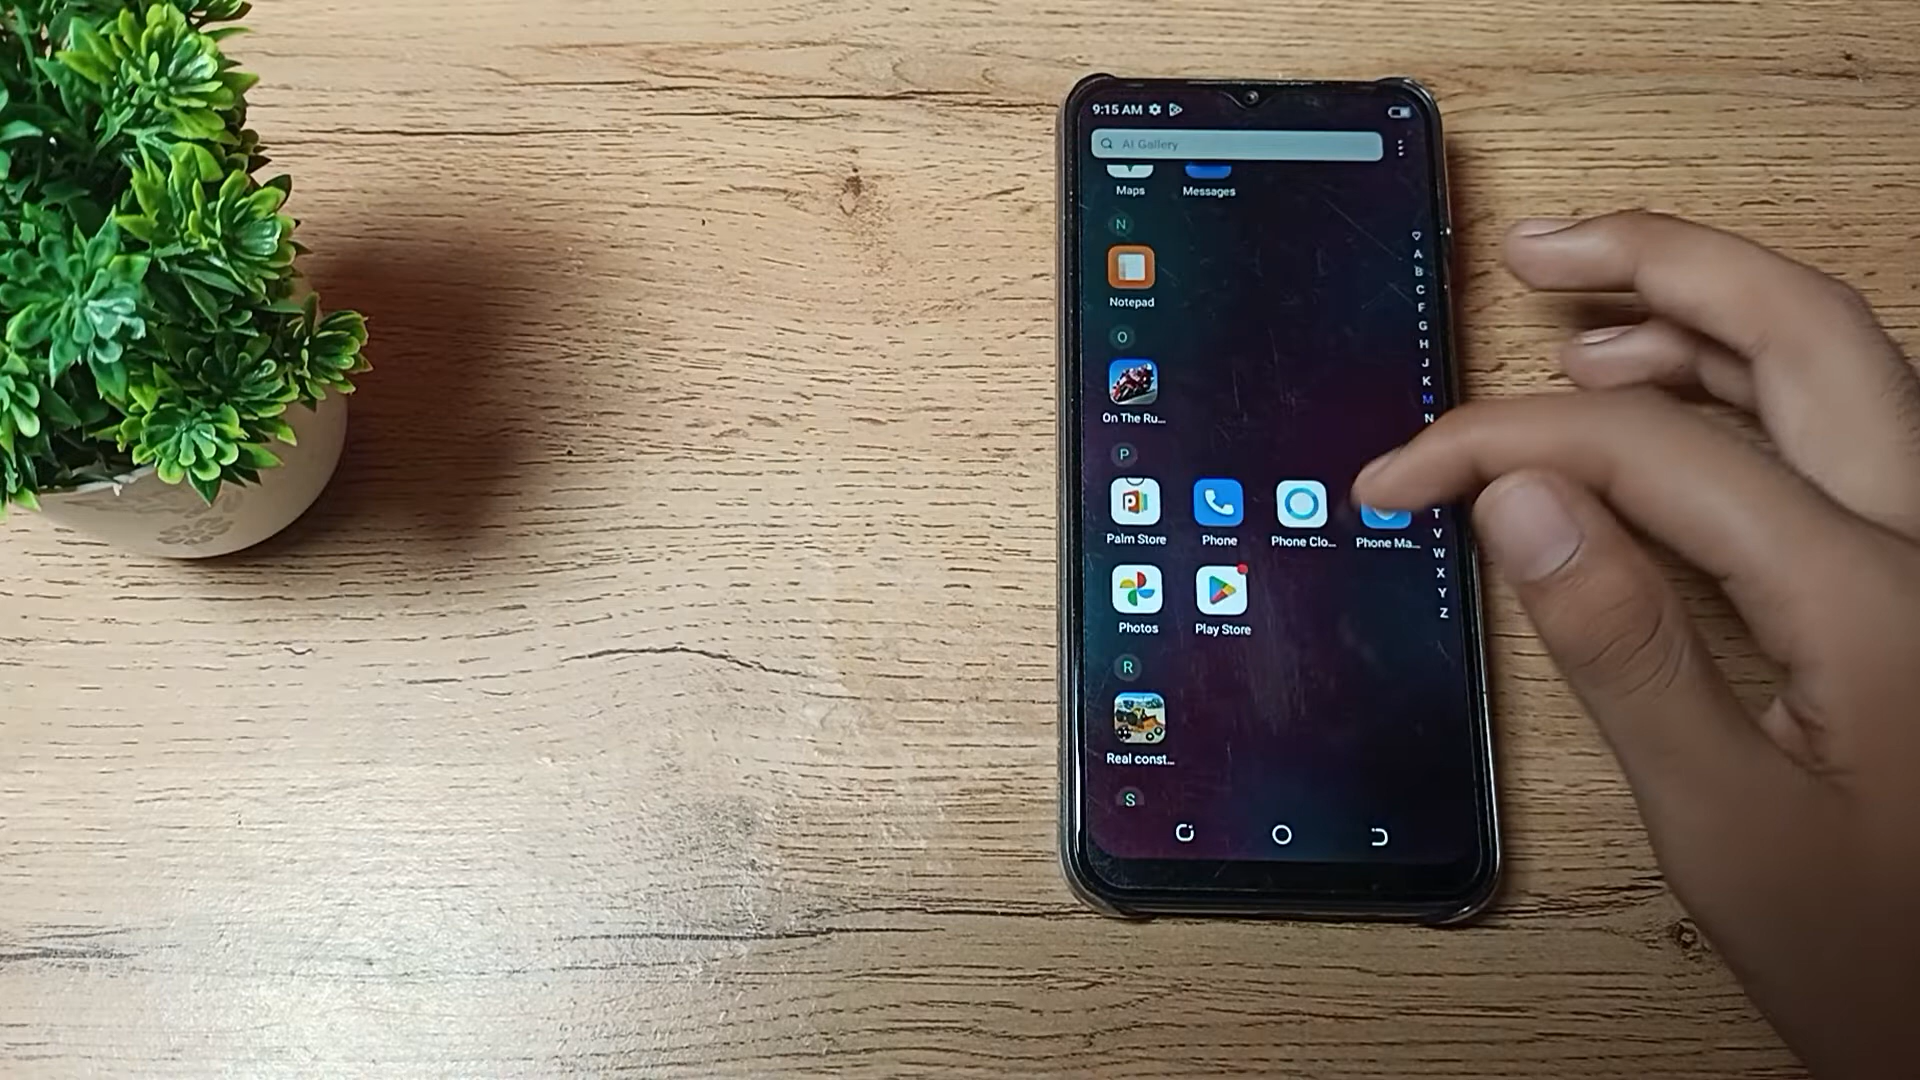 9:15 AM
AI Gallery
Maps Messages
N
Notepad
O
On The Ru...
P
Palm Store Phone Phone Clo... Phone Ma...
Photos Play Store
R
Real const...
S
A
B
C
F
G
H
J
K
M
N
T
V
W
X
Y
Z